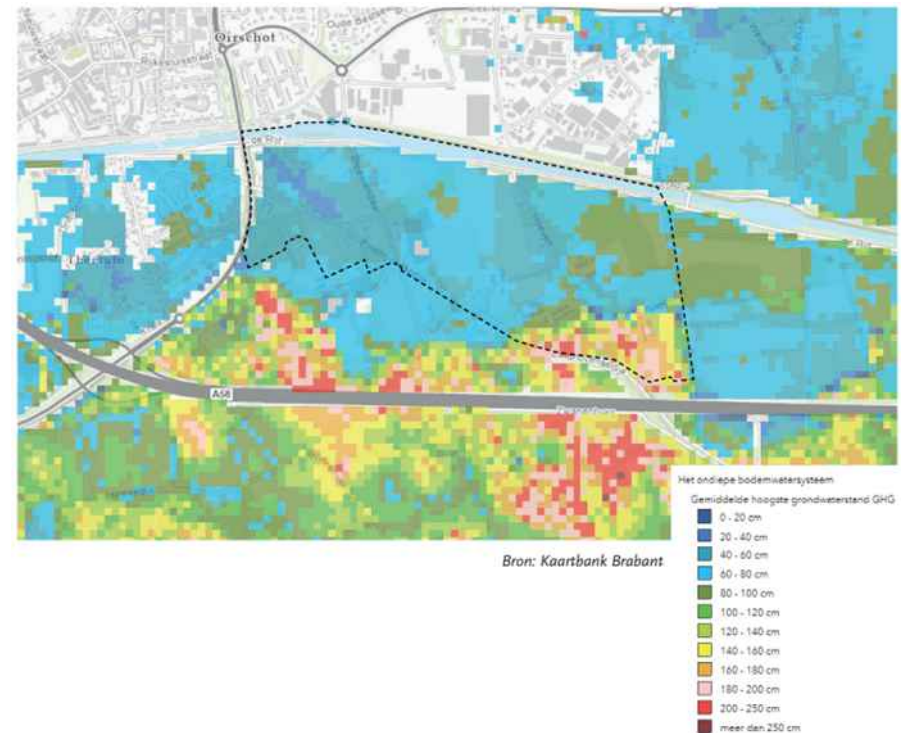 Oirschot
A58
Bron: Kaartbank Brabant
Het ondiepe bodemwatersysteem
Gemiddelde hoogste grondwaterstand GHG
0 - 20 cm
20 - 40 cm
40 - 60 cm
60 - 80 cm
80 - 100 cm
100 - 120 cm
120 - 140 cm
140 - 160 cm
160 - 180 cm
180 - 200 cm
200 - 250 cm
meer dan 250 cm